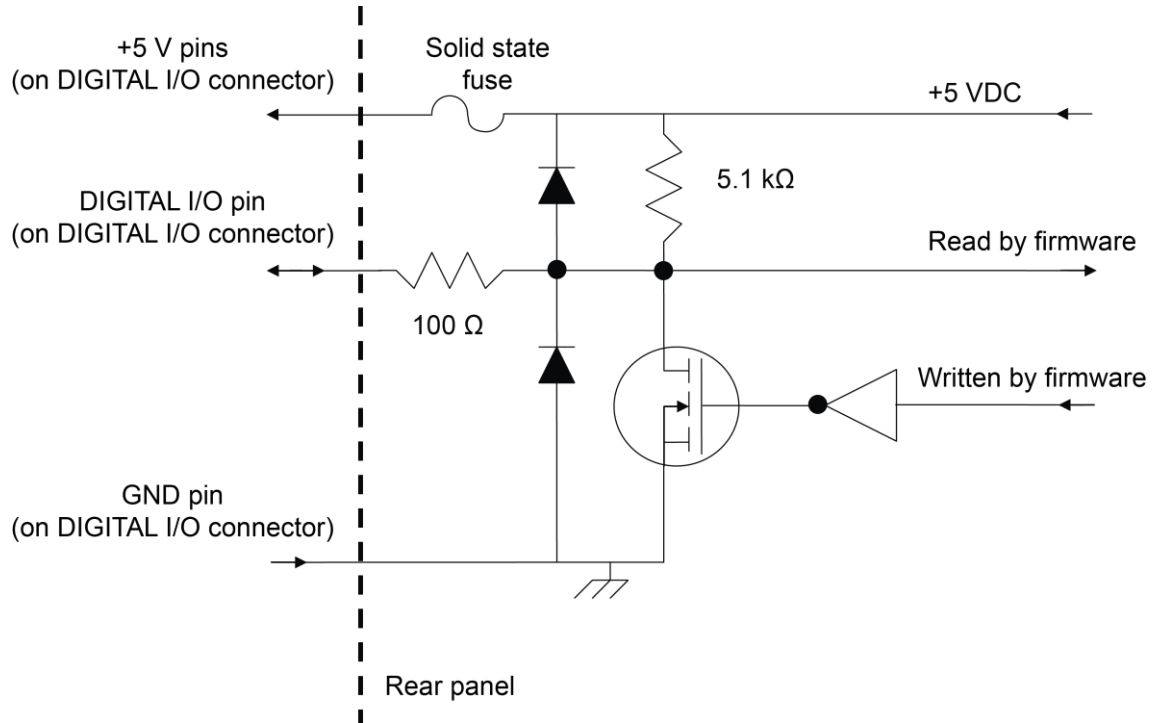 +5 V pins
(on DIGITAL I/O connector)
Solid state
fuse
+5 VDC
5.1 kΩ
DIGITAL I/O pin
(on DIGITAL I/O connector)
Read by firmware
100 Ω
Written by firmware
GND pin
(on DIGITAL I/O connector)
Rear panel